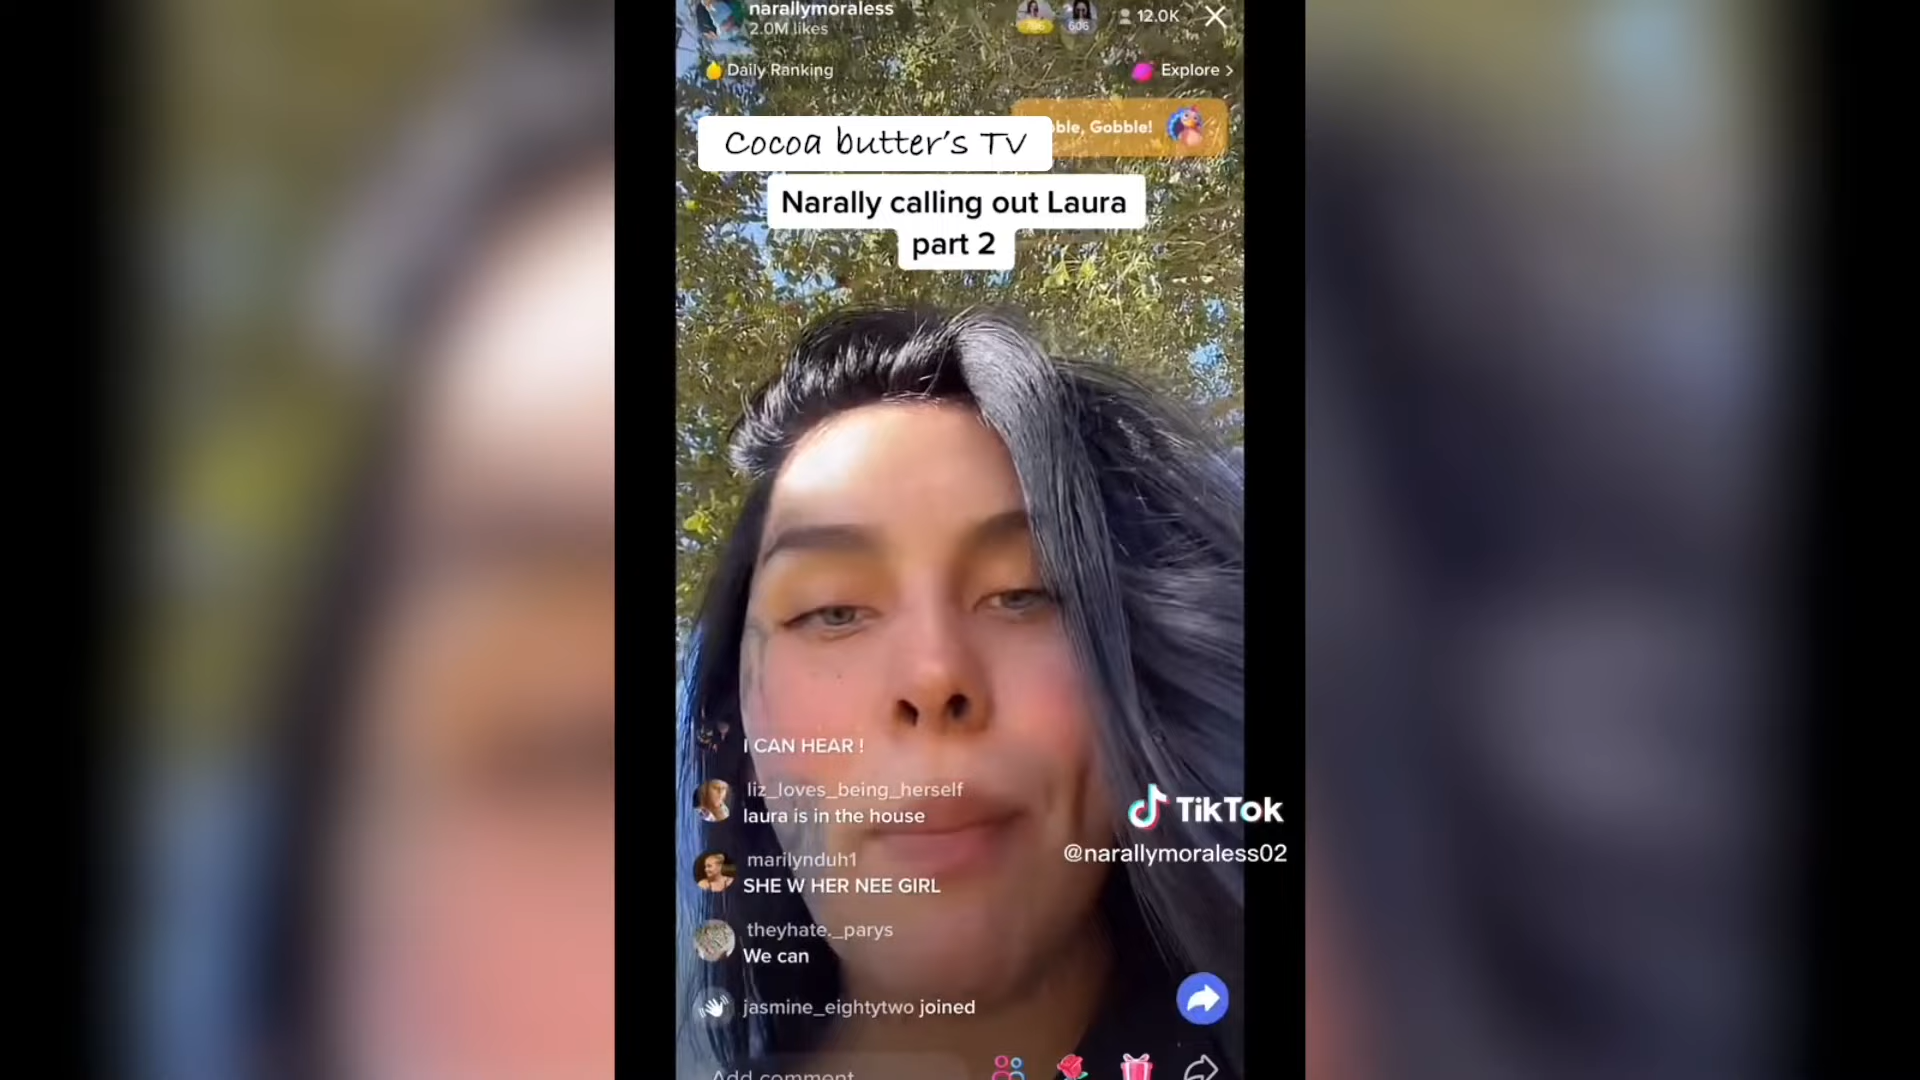 narallymoraless
2.0M likes
606
12.0K
Daily Ranking
Explore >
ble, Gobble!
Cocoa butter's TV
Narally calling out Laura
part 2
I CAN HEAR !
liz_loves_being_herself
laura is in the house
TikTok
@narallymoraless02
marilynduh1
SHE W HER NEE GIRL
theyhate._parys
We can
jasmine_eightytwo joined
Add comment